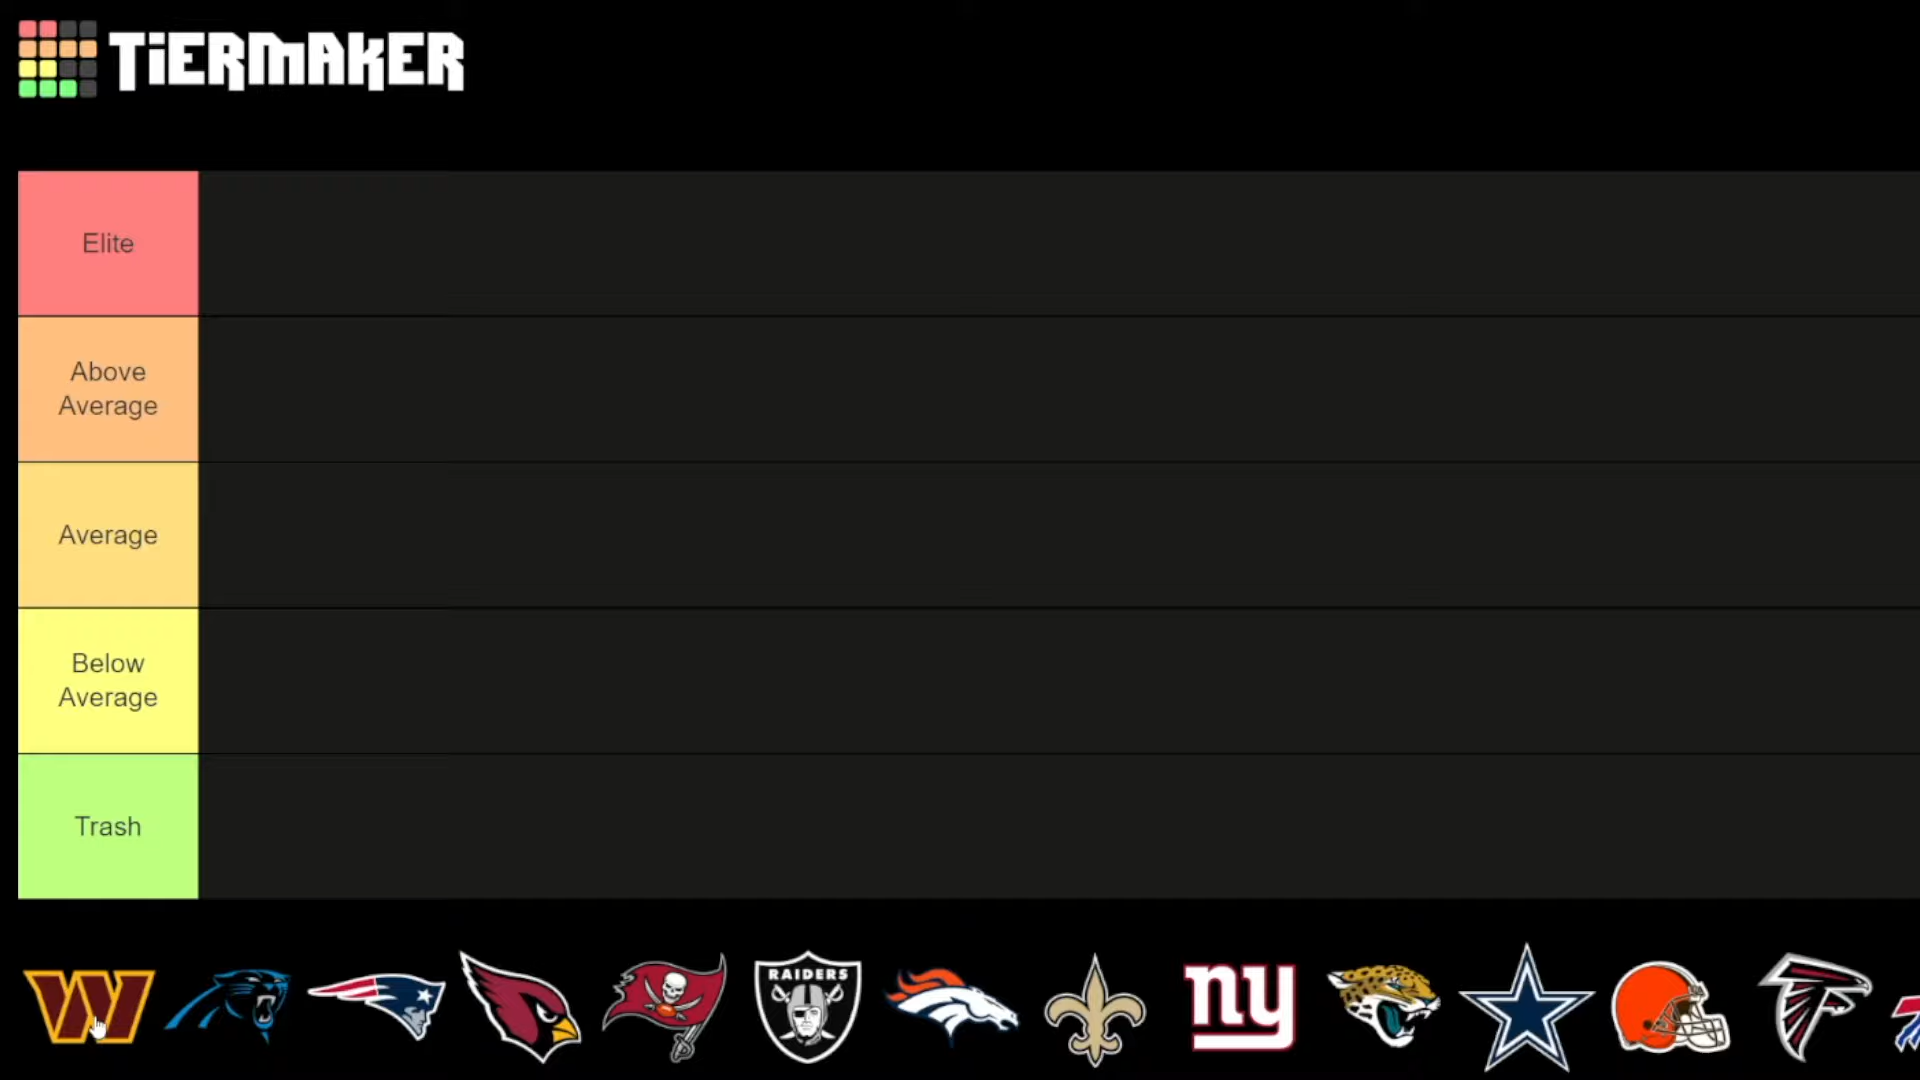 TiERMAKER
Elite
Above
Average
Average
Below
Average
Trash
W
RAIDERS
ny